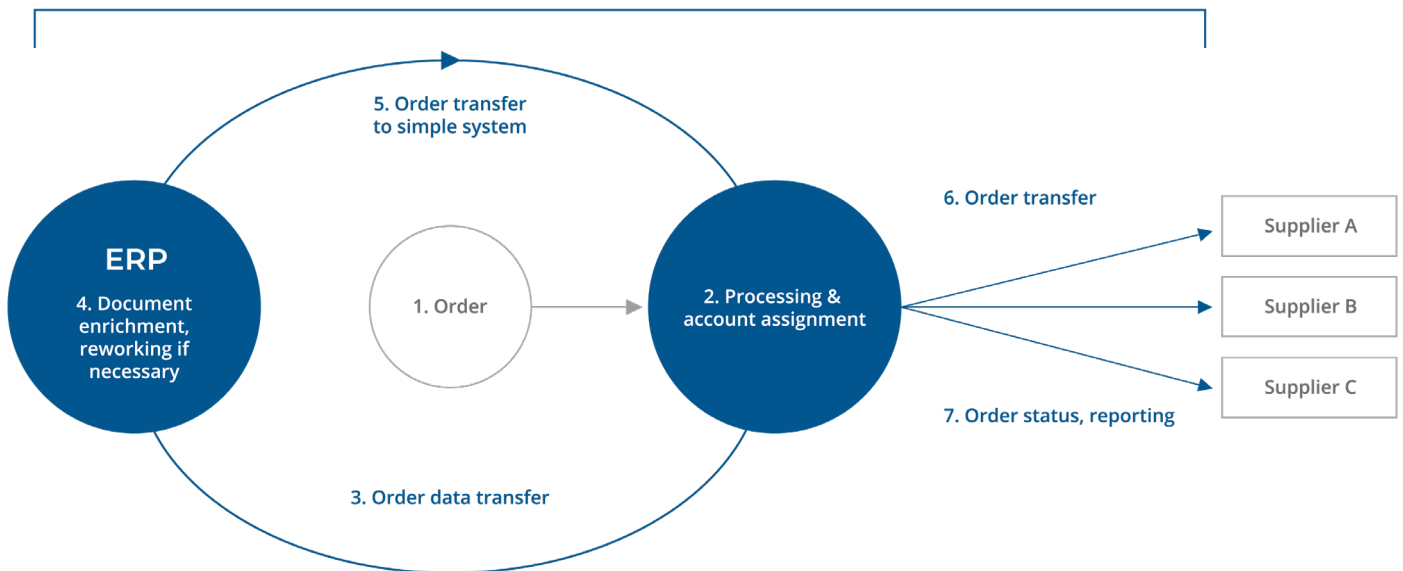 5. Order transfer
to simple system
6. Order transfer
Supplier A
ERP
4. Document
enrichment,
reworking if
necessary
1. Order
2. Processing &
account assignment
Supplier B
Supplier C
7. Order status, reporting
3. Order data transfer